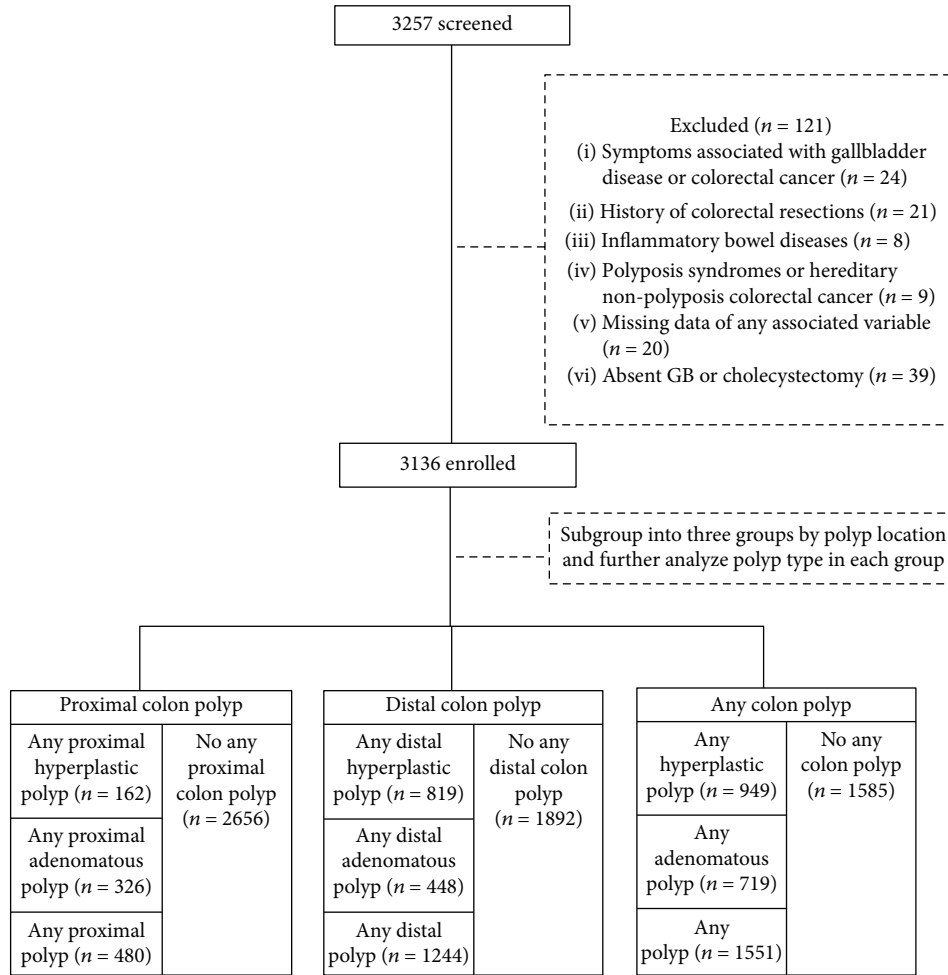 3257 screened
Excluded (n = 121)
(i) Symptoms associated with gallbladder
disease or colorectal cancer (n = 24)
(ii) History of colorectal resections (n = 21)
(iii) Inflammatory bowel diseases (n = 8)
(iv) Polyposis syndromes or hereditary
non-polyposis colorectal cancer (n = 9)
(v) Missing data of any associated variable
(n = 20)
(vi) Absent GB or cholecystectomy (n = 39)
3136 enrolled
Subgroup into three groups by polyp location
and further analyze polyp type in each group
Proximal colon polyp
Any proximal
hyperplastic
polyp (n = 162)
Any proximal
adenomatous
polyp (n = 326)
Any proximal
polyp (n = 480)
No any
proximal
colon polyp
(n = 2656)
Distal colon polyp
Any distal
hyperplastic
polyp (n = 819)
Any distal
adenomatous
polyp (n = 448)
Any distal
polyp (n = 1244)
No any
distal colon
polyp
(n = 1892)
Any colon polyp
Any
hyperplastic
polyp (n = 949)
Any
adenomatous
polyp (n = 719)
Any
polyp (n = 1551)
No any
colon polyp
(n = 1585)